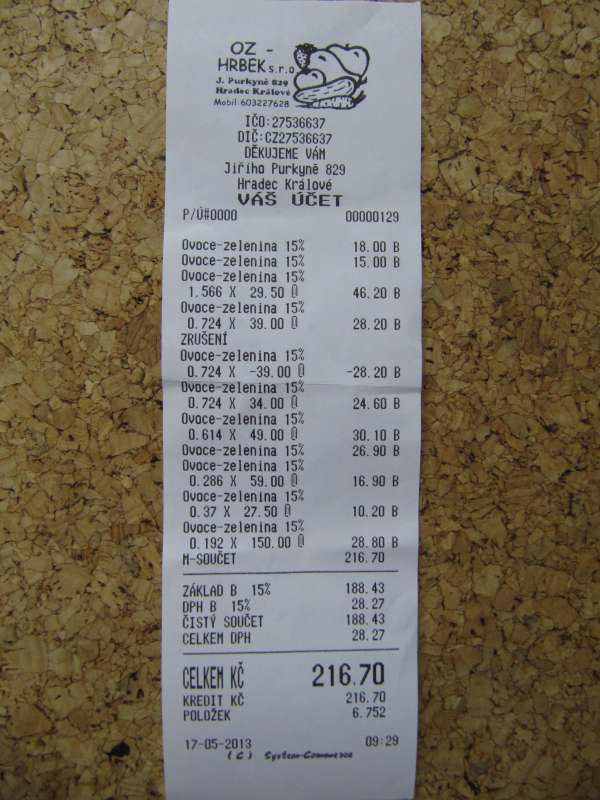 OZ -
HRBEK s.r.o.
J. Purkyně 829
Hradec Králové
Mobil 603227628
IČO:27536637
DIČ:CZ27536637
DĚKUJEME VÁM
Jiřího Purkyně 829
Hradec Králové
VÁŠ ÚČET
P/Ú#0000 00000129
Ovoce-zelenina 15% 18.00 B
Ovoce-zelenina 15% 15.00 B
Ovoce-zelenina 15%
1.566 X 29.50 @ 46.20 B
Ovoce-zelenina 15%
0.724 X 39.00 @ 28.20 B
ZRUŠENÍ
Ovoce-zelenina 15%
0.724 X -39.00 @ -28.20 B
Ovoce-zelenina 15%
0.724 X 34.00 @ 24.60 B
Ovoce-zelenina 15%
0.614 X 49.00 @ 30.10 B
Ovoce-zelenina 15% 26.90 B
Ovoce-zelenina 15%
0.286 X 59.00 @ 16.90 B
Ovoce-zelenina 15%
0.37 X 27.50 @ 10.20 B
Ovoce-zelenina 15%
0.192 X 150.00 @ 28.80 B
M-SOUČET 216.70
ZÁKLAD B 15% 188.43
DPH B 15% 28.27
ČISTÝ SOUČET 188.43
CELKEM DPH 28.27
CELKEM KČ 216.70
KREDIT KČ 216.70
POLOŽEK 6.752
17-05-2013 09:29
(C) System-Commerce